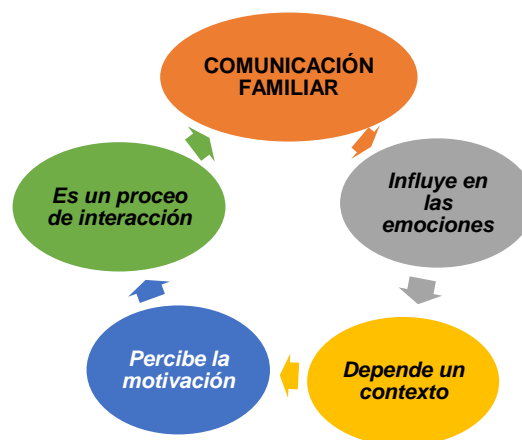 COMUNICACIÓN
FAMILIAR
Influye en
las
emociones
Depende un
contexto
Percibe la
motivación
Es un proceo
de interacción